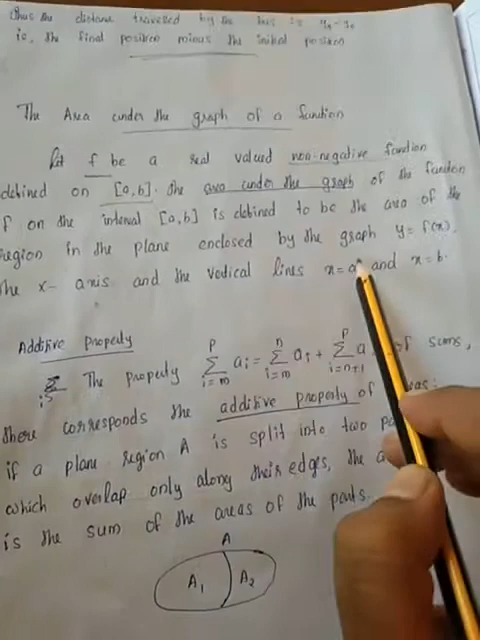 Thus the distance travelled by the bus is yₙ - y₀
ie, the final position minus the initial position
The Area under the graph of a function
Let f be a real valued non-negative function
defined on [a,b]. The area under the graph of the function
f on the interval [a,b] is defined to be the area of the
region in the plane enclosed by the graph y = f(x),
the x- axis and the vertical lines x = a and x = b.
Additive Property
The property ∑_{i=m}^{p} aᵢ = ∑_{i=m}^{n} aᵢ + ∑_{i=n+1}^{p} a of sums,
there corresponds the additive property of
if a plane region A is split into two
which overlap only along their edges, the
is the sum of the areas of the parts.
A
A₁ A₂